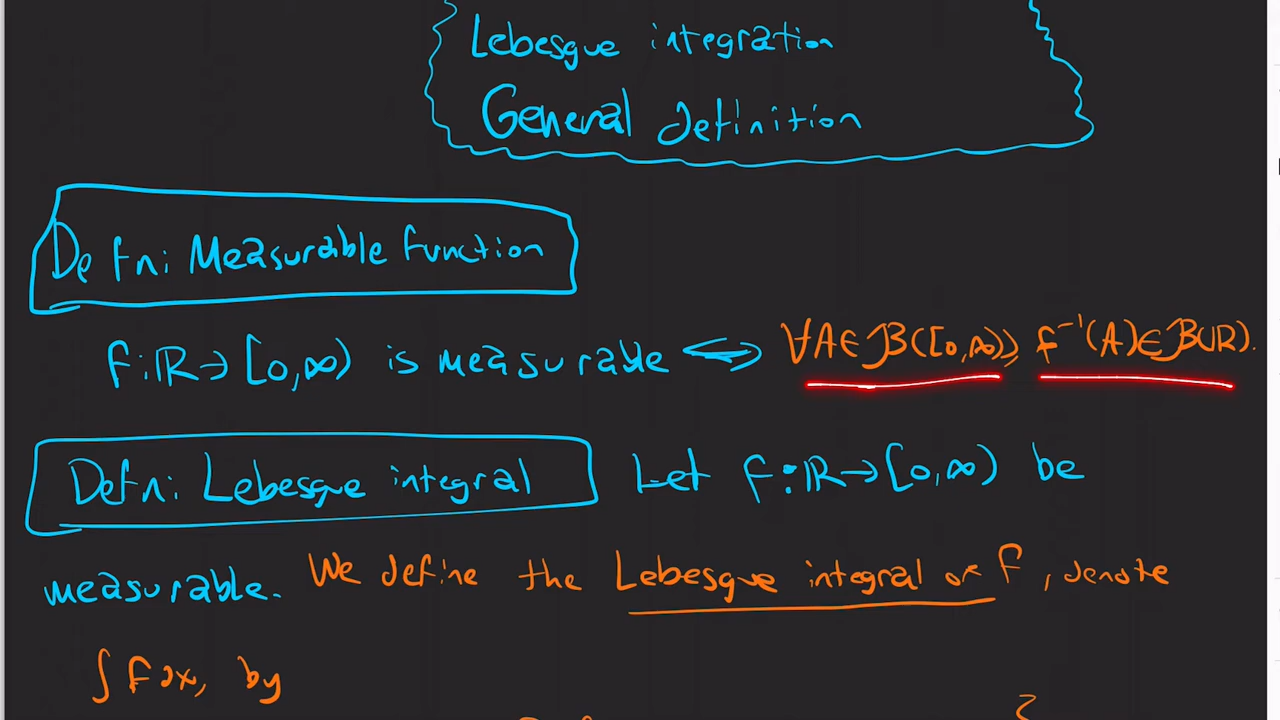 Lebesgue integration
General definition
Defn: Measurable function
f: ℝ → [0,∞) is measurable ⟺ ∀A∈ℬ([0,∞)), f⁻¹(A)∈ℬ(ℝ).
Defn: Lebesgue integral Let f: ℝ→[0,∞) be
measurable. We define the Lebesgue integral of f, denote
∫ f dx, by